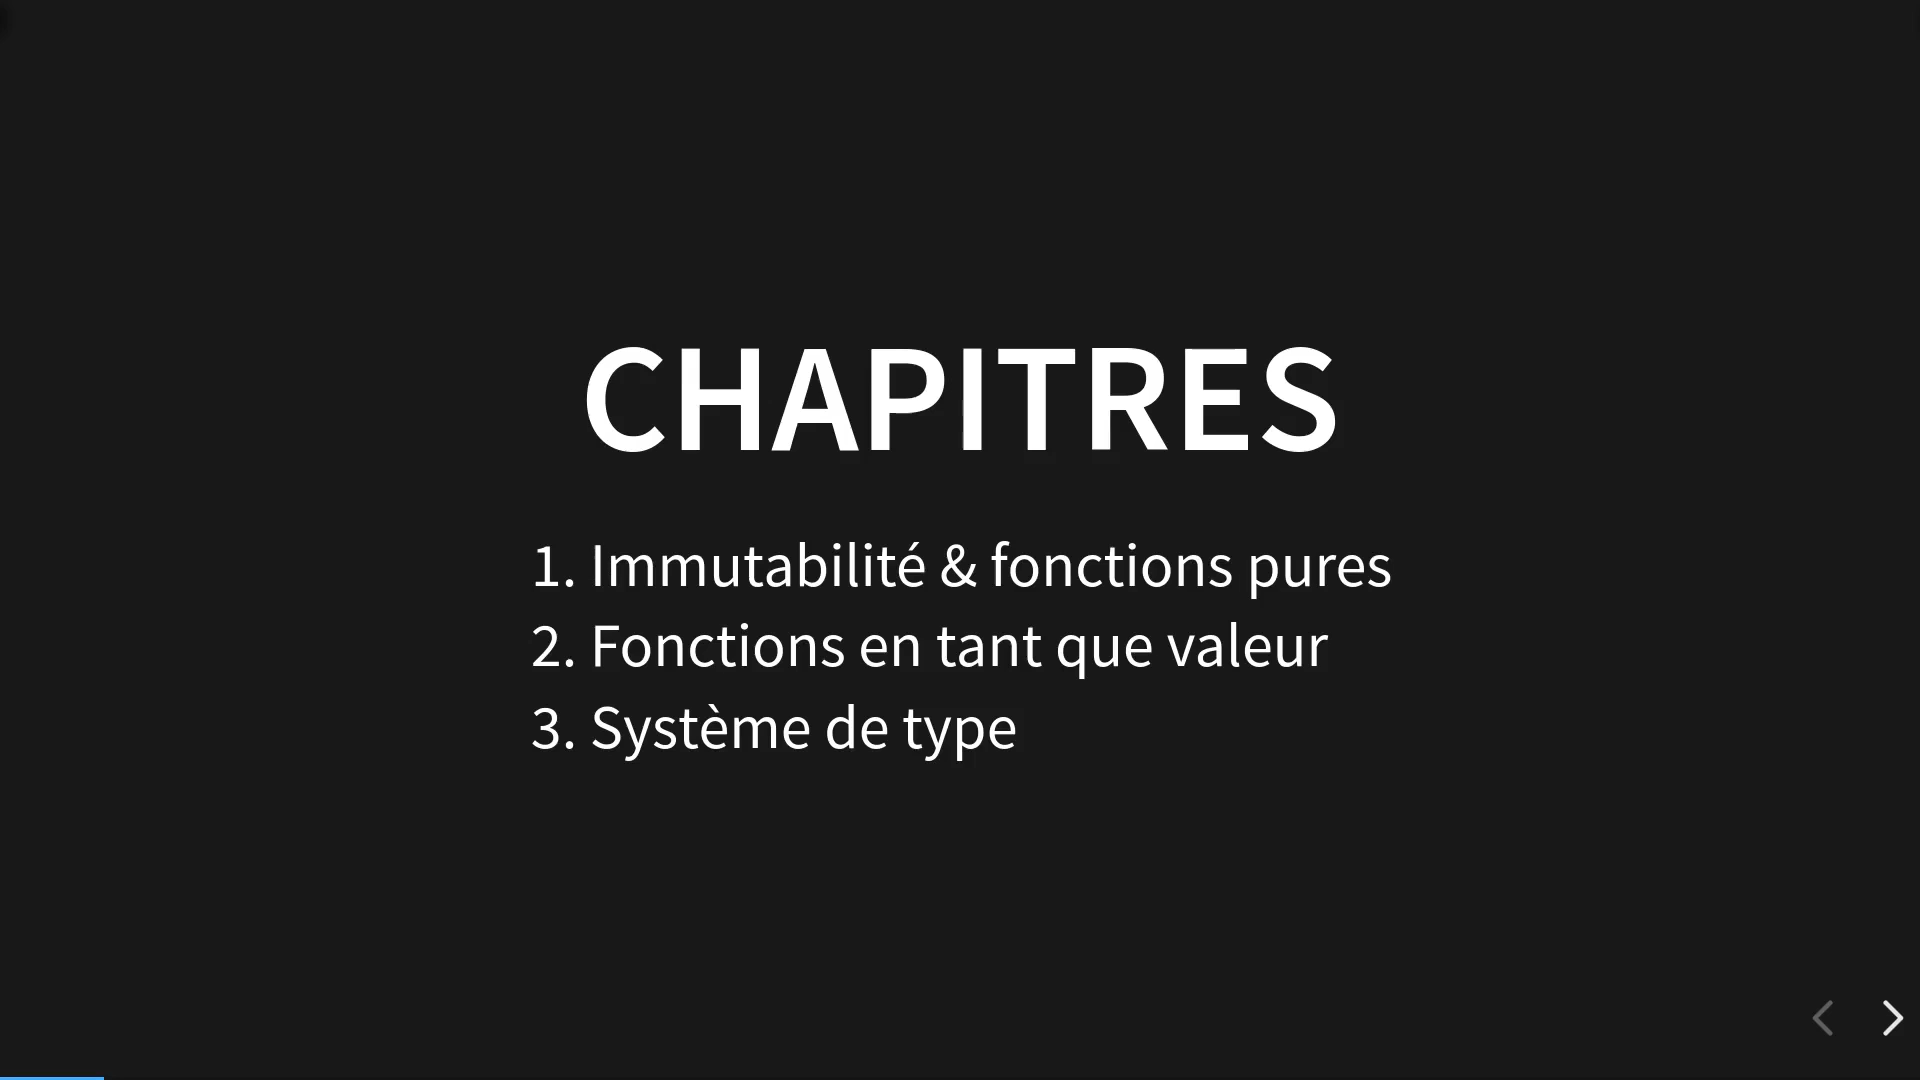 CHAPITRES
1. Immutabilité & fonctions pures
2. Fonctions en tant que valeur
3. Système de type